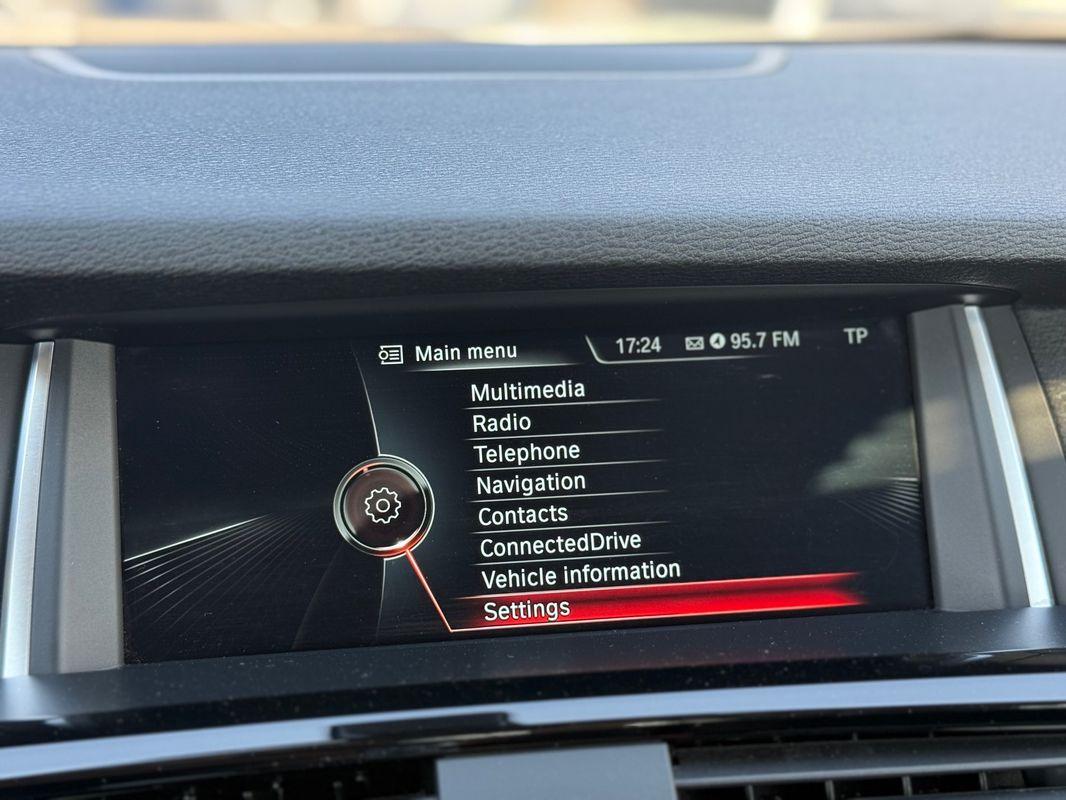 Main menu 17:24 95.7 FM TP
Multimedia
Radio
Telephone
Navigation
Contacts
ConnectedDrive
Vehicle information
Settings